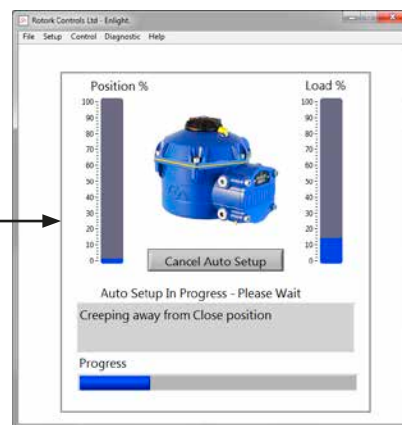 Rotork Controls Ltd - Enlight.
File Setup Control Diagnostic Help
Position % Load %
100 100
90 90
80 80
70 70
60 60
50 50
40 40
30 30
20 20
10 10
0 0
Cancel Auto Setup
Auto Setup In Progress - Please Wait
Creeping away from Close position
Progress